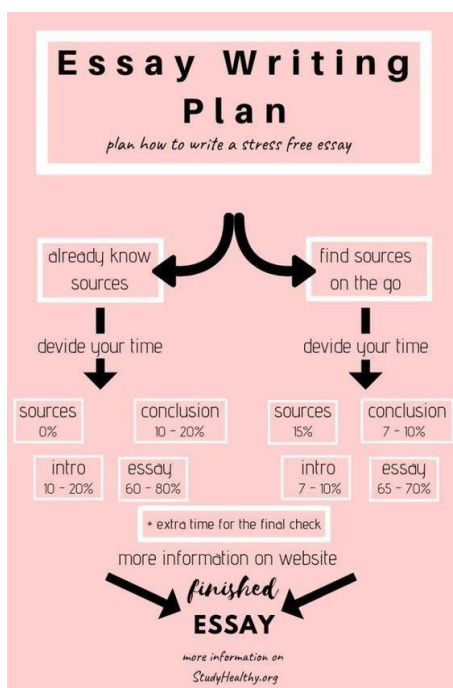 Essay Writing
Plan
plan how to write a stress free essay
already know
sources
find sources
on the go
devide your time
devide your time
sources
0%
conclusion
10 - 20%
intro
10 - 20%
essay
60 - 80%
sources
15%
conclusion
7 - 10%
intro
7 - 10%
essay
65 - 70%
+ extra time for the final check
more information on website
finished
ESSAY
more information on
StudyHealthy.org